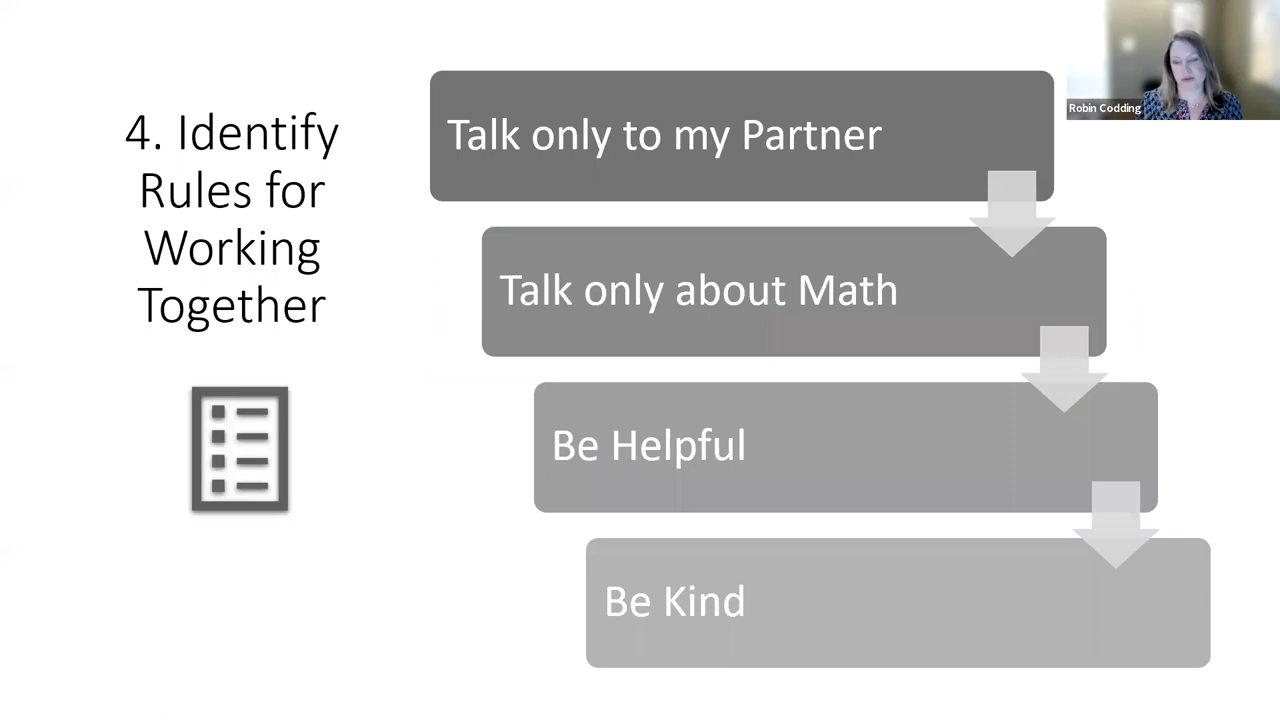 4. Identify
Rules for
Working
Together
Talk only to my Partner
Talk only about Math
Be Helpful
Be Kind
Robin Codding